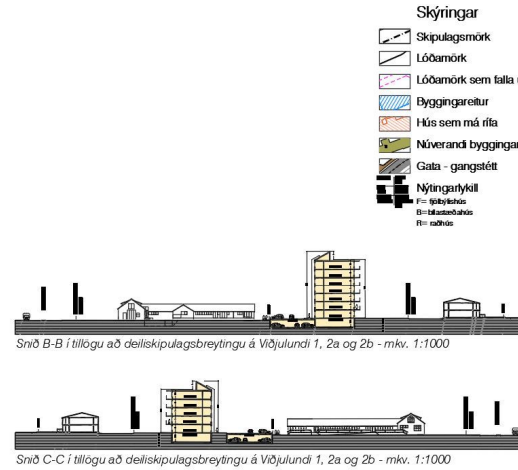 Skýringar
Skipulagsmörk
Lóðamörk
Lóðamörk sem falla
Byggingareitur
Hús sem má rífa
Núverandi byggingar
Gata - gangstétt
Nýtingarlykill
F= fjölbýlishús
B= bílastæðahús
R= raðhús
Snið B-B í tillögu að deiliskipulagsbreytingu á Viðjulundi 1, 2a og 2b - mkv. 1:1000
Snið C-C í tillögu að deiliskipulagsbreytingu á Viðjulundi 1, 2a og 2b - mkv. 1:1000